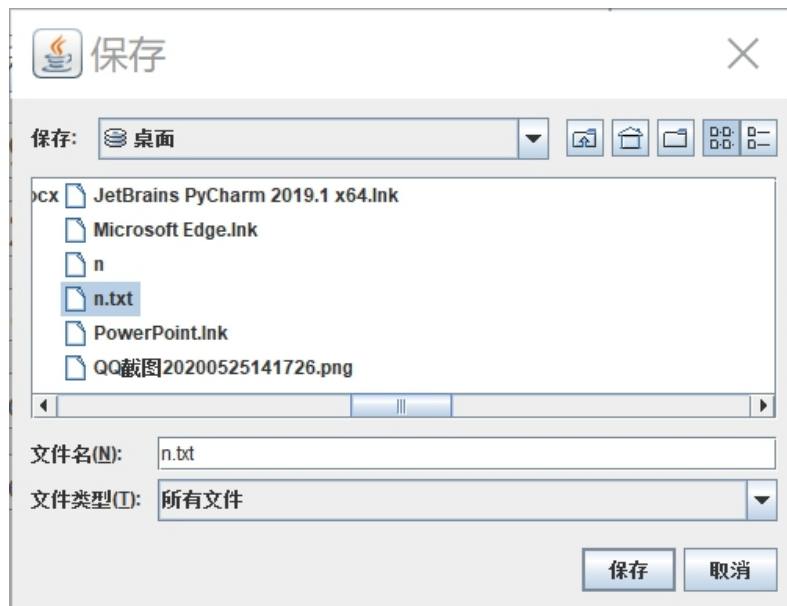 保存
保存: 桌面
ocx JetBrains PyCharm 2019.1 x64.lnk
Microsoft Edge.lnk
n
n.txt
PowerPoint.lnk
QQ截图20200525141726.png
文件名(N): n.txt
文件类型(T): 所有文件
保存 取消